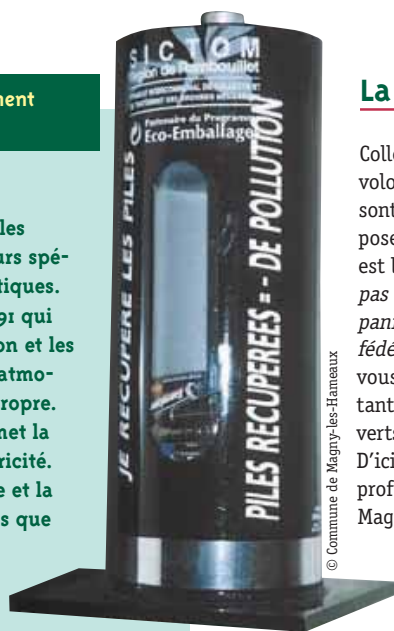 ment
les
urs spé-
tiques.
91 qui
on et les
atmo-
ropre.
met la
ricité.
e et la
s que
SICTOM
Région de Rambouillet
Partenaire du Programme
Eco-Emballages
JE RECUPERE LES PILES
PILES RECUPEREES = - DE POLLUTION
© Commune de Magny-les-Hameaux
La
Colle
volo
sont
pose
est l
pas
pann
fédé
vous
tant
verts
D'ici
prof
Mag